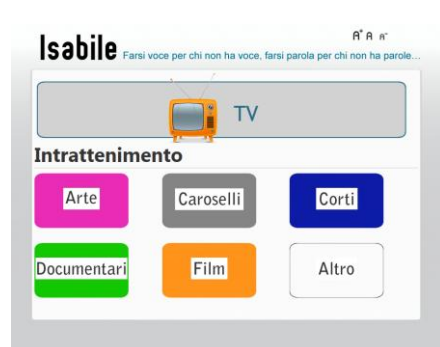 Isabile Farsi voce per chi non ha voce, farsi parola per chi non ha parole...
A+ A A-
TV
Intrattenimento
Arte Caroselli Corti
Documentari Film Altro